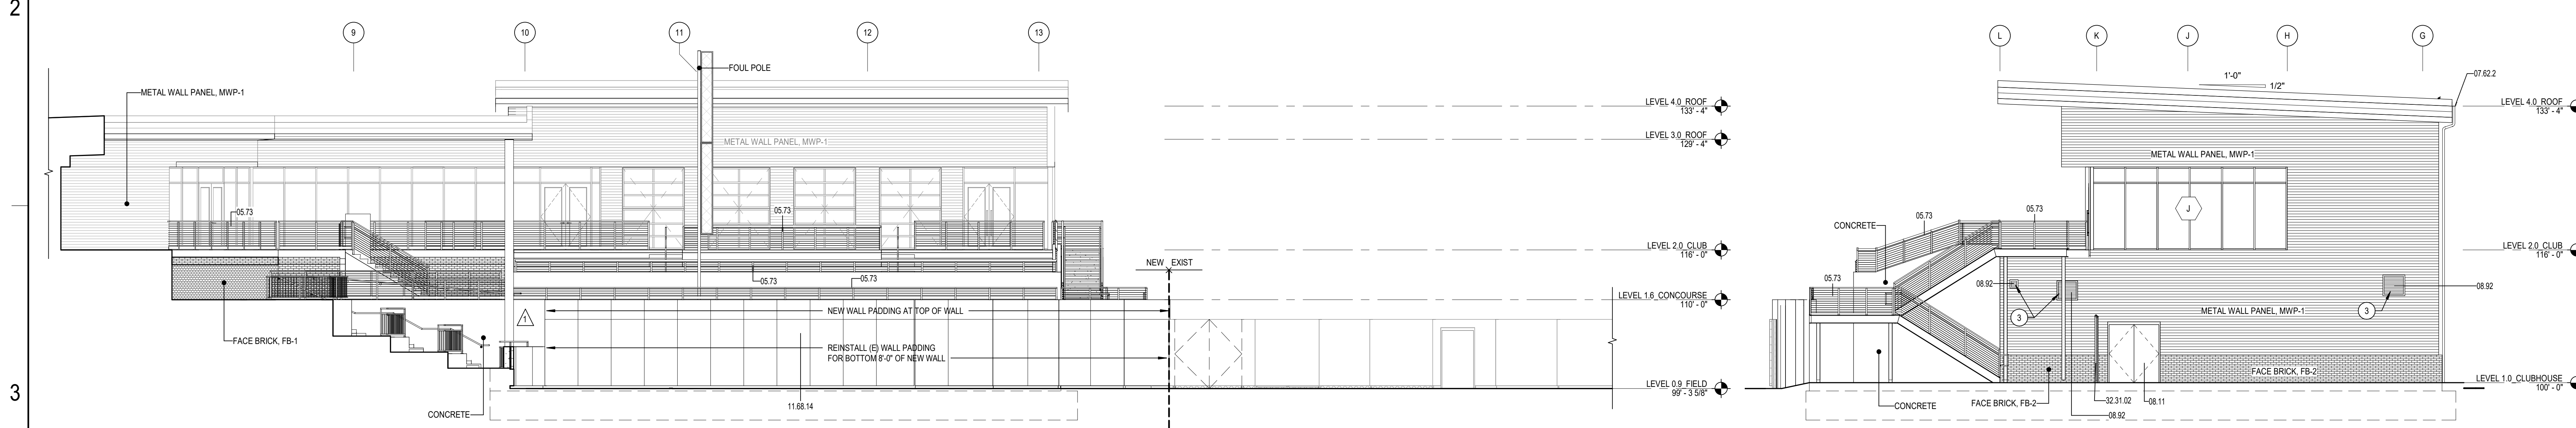 2
3
9
10
11
12
13
FOUL POLE
METAL WALL PANEL, MWP-1
METAL WALL PANEL, MWP-1
05.73
05.73
05.73
05.73
FACE BRICK, FB-1
CONCRETE
1
NEW WALL PADDING AT TOP OF WALL
REINSTALL (E) WALL PADDING
FOR BOTTOM 8'-0" OF NEW WALL
11.68.14
NEW EXIST
LEVEL 4.0_ROOF
133' - 4"
LEVEL 3.0_ROOF
129' - 4"
LEVEL 2.0_CLUB
116' - 0"
LEVEL 1.6_CONCOURSE
110' - 0"
LEVEL 0.9_FIELD
99' - 3 5/8"
L
K
J
H
G
1'-0"
1/2"
07.62.2
METAL WALL PANEL, MWP-1
J
CONCRETE
05.73
05.73
05.73
08.92
3
3
08.92
METAL WALL PANEL, MWP-1
FACE BRICK, FB-2
FACE BRICK, FB-2
CONCRETE
32.31.02
08.11
08.92
LEVEL 4.0_ROOF
133' - 4"
LEVEL 2.0_CLUB
116' - 0"
LEVEL 1.0_CLUBHOUSE
100' - 0"